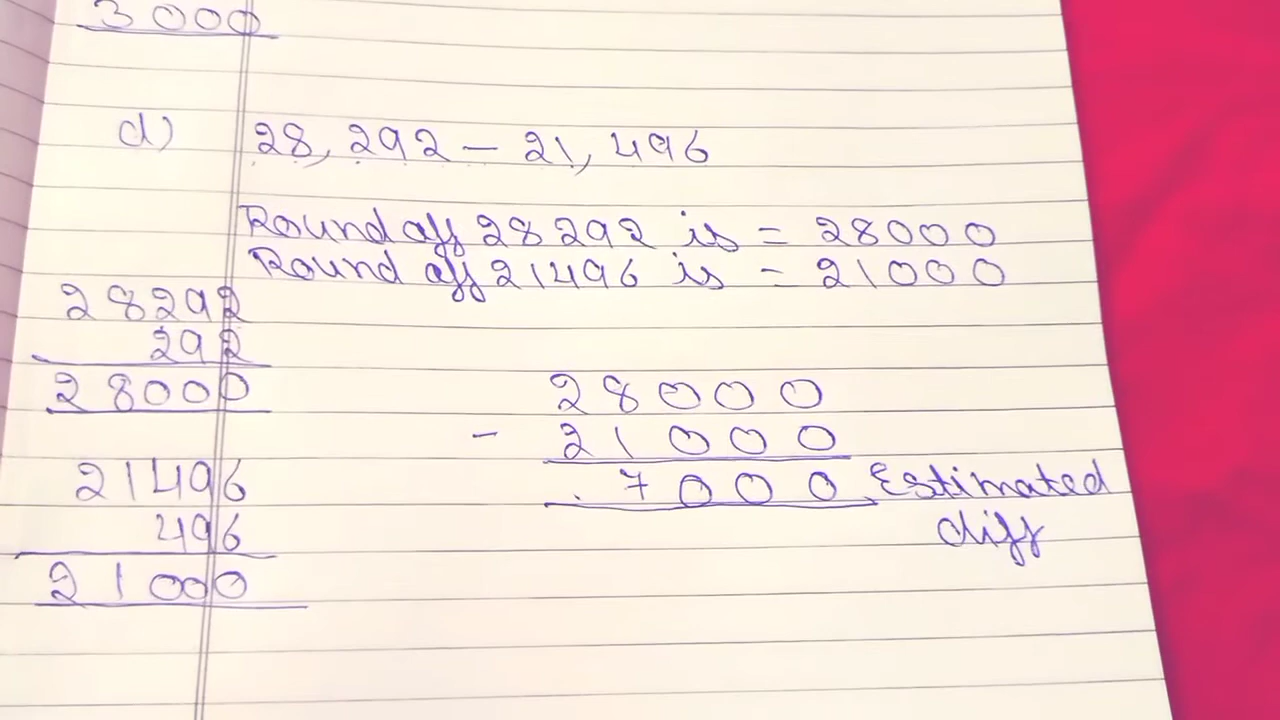 3000
d) 28,292 - 21,496
Round off 28292 is = 28000
Round off 21496 is = 21000
28292
292
28000
21496
496
21000
28000
- 21000
7000 Estimated
diff